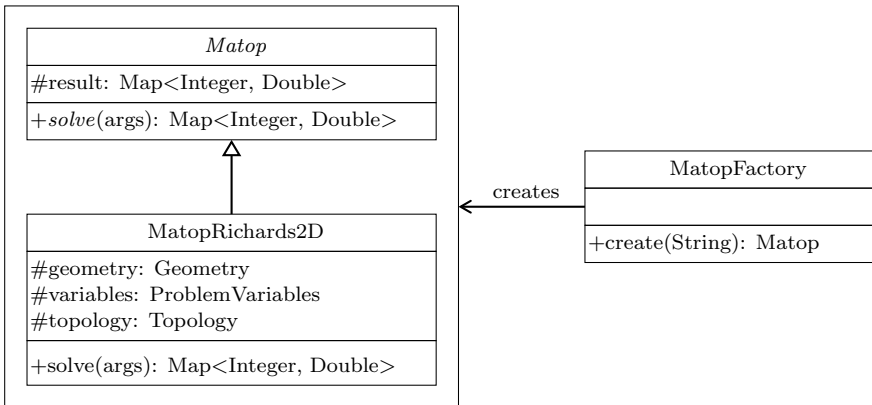 Matop
#result: Map<Integer, Double>
+solve(args): Map<Integer, Double>
MatopRichards2D
#geometry: Geometry
#variables: ProblemVariables
#topology: Topology
+solve(args): Map<Integer, Double>
creates
MatopFactory
+create(String): Matop